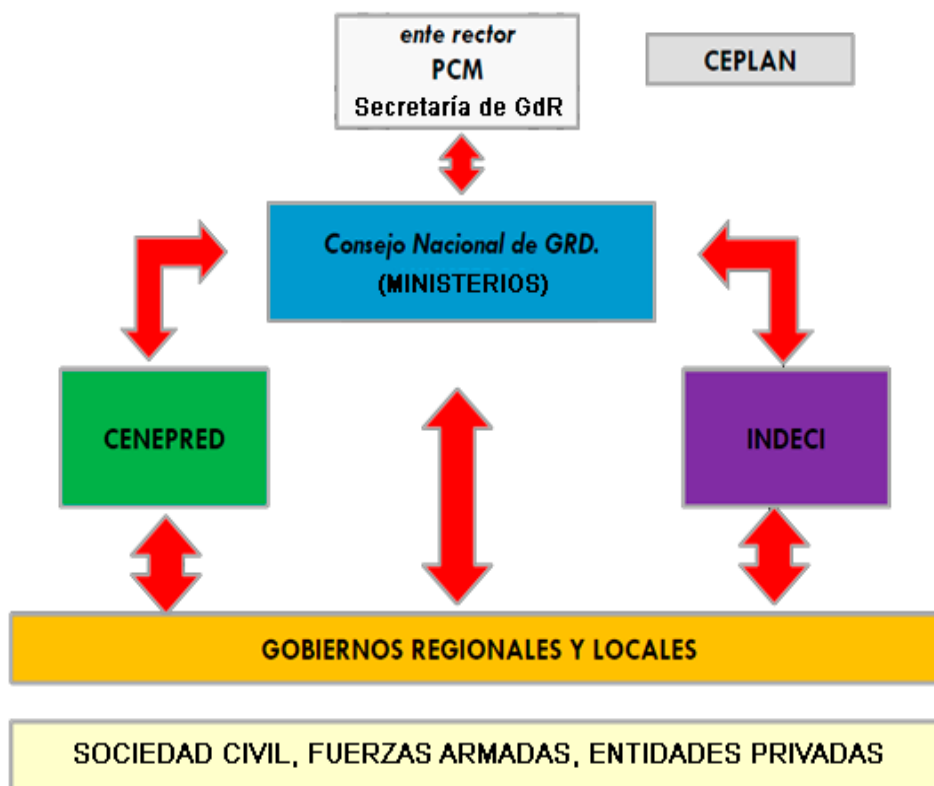 ente rector
PCM
Secretaría de GdR
CEPLAN
Consejo Nacional de GRD.
(MINISTERIOS)
CENEPRED
INDECI
GOBIERNOS REGIONALES Y LOCALES
SOCIEDAD CIVIL, FUERZAS ARMADAS, ENTIDADES PRIVADAS